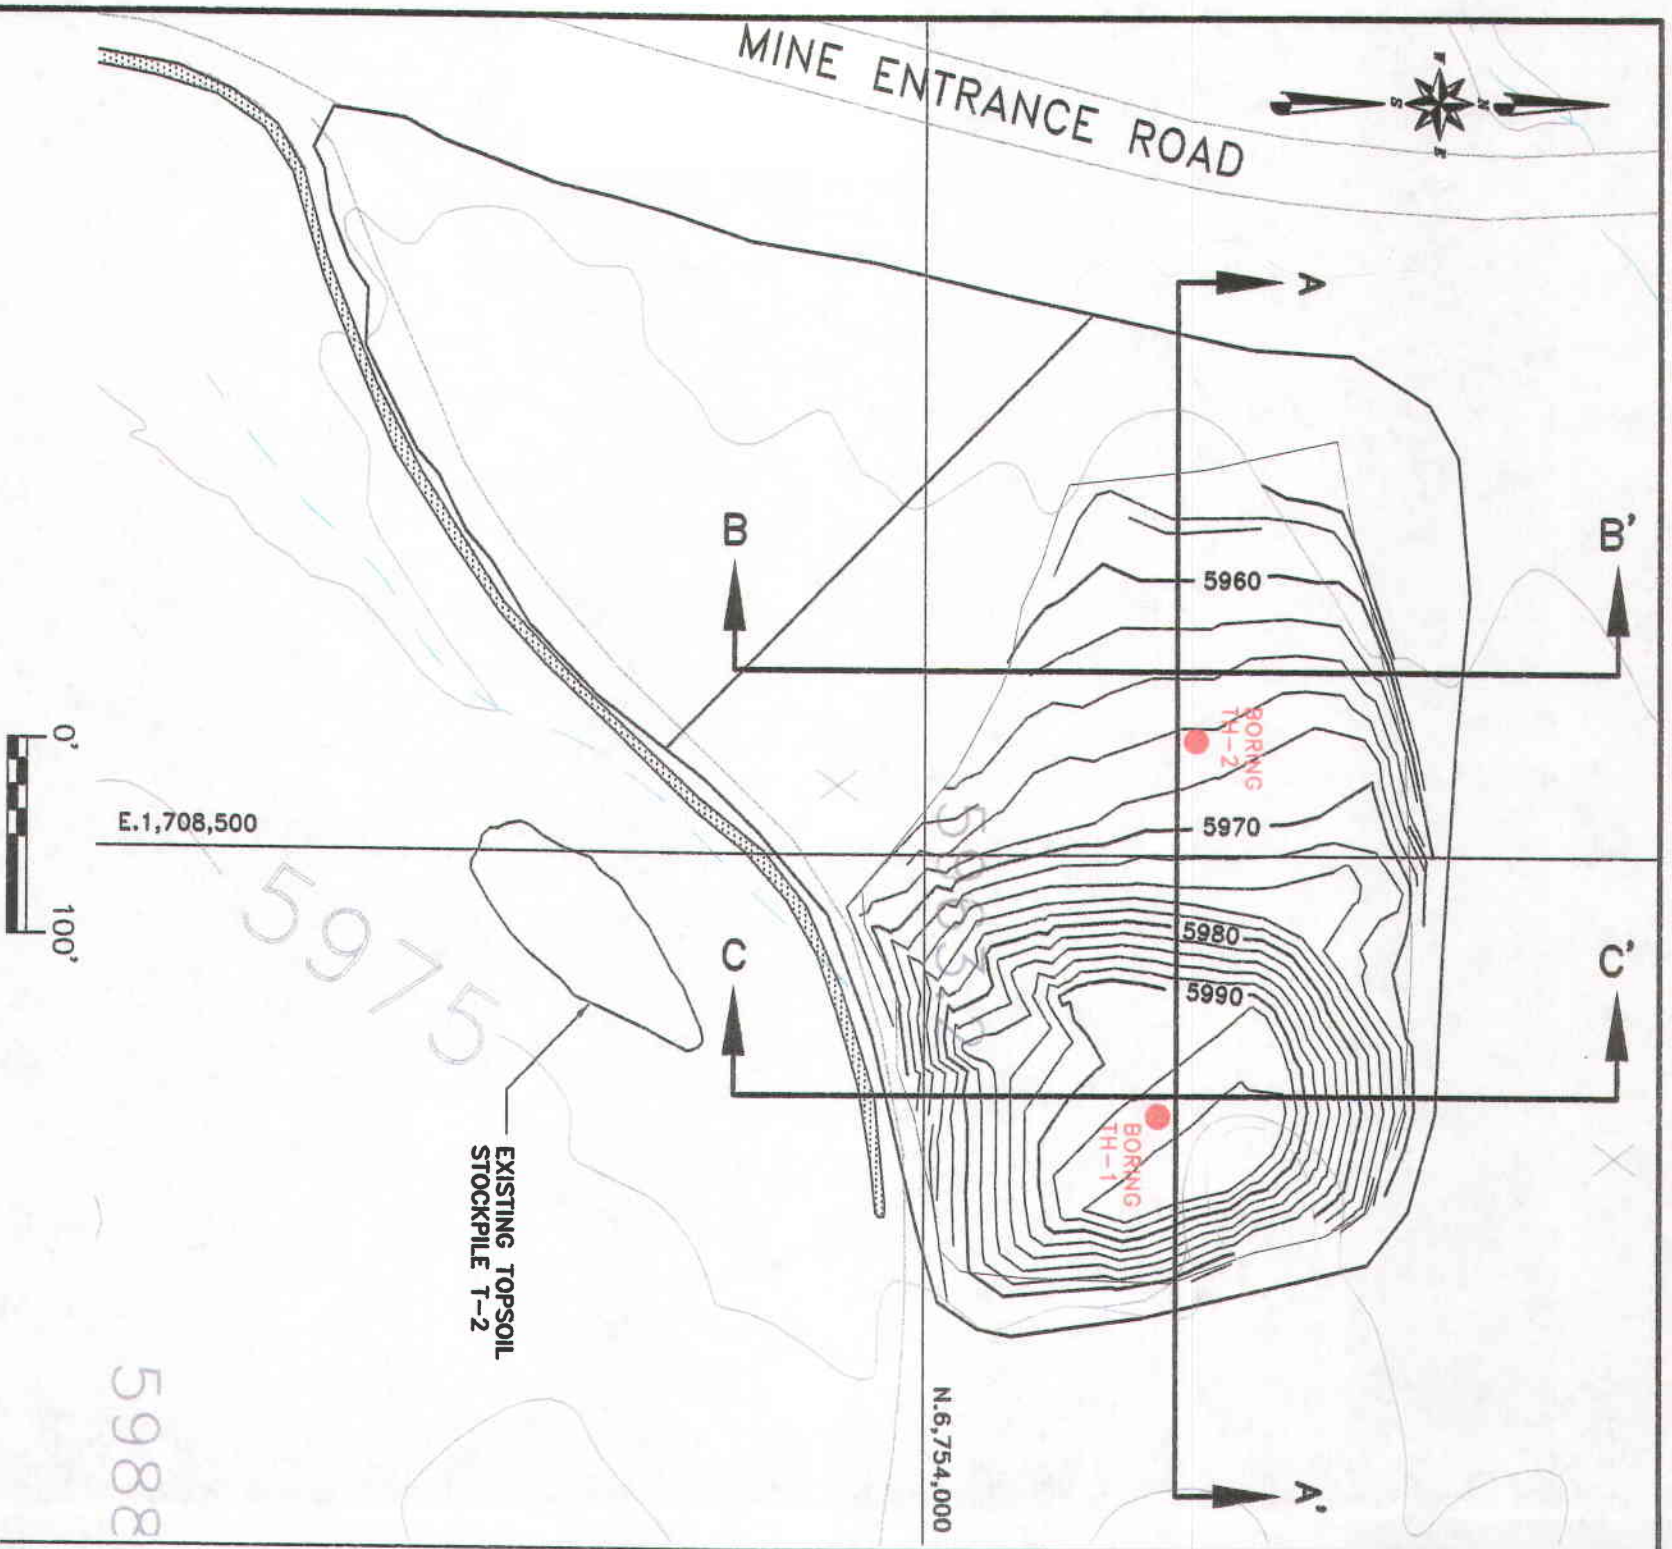 MINE ENTRANCE ROAD
W
S
N
E
A
B
B'
5960
BORING
TH-2
0'
E.1,708,500
5970
100'
5975
5980
C
C'
5990
BORING
TH-1
EXISTING TOPSOIL
STOCKPILE T-2
N.6,754,000
5988
A'